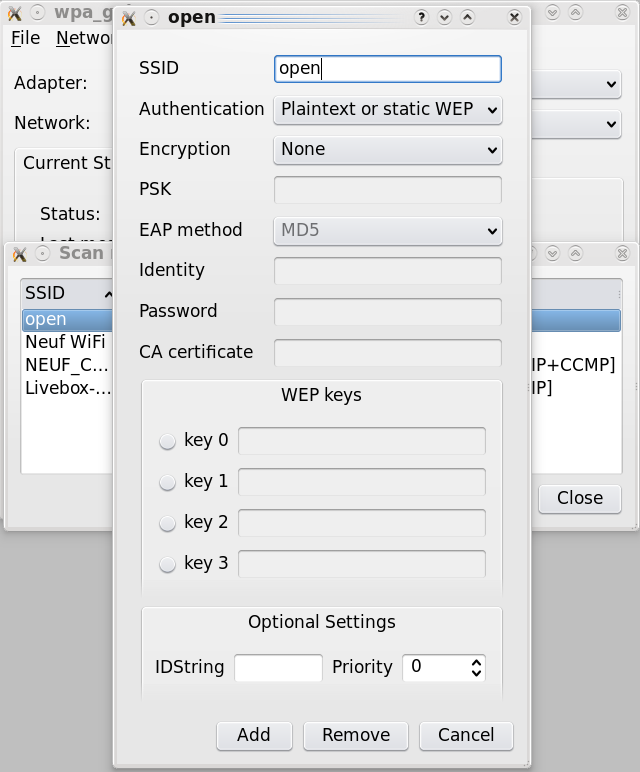 wpa_g
open
File Networ
Adapter:
Network:
Current St
Status:
Scan
SSID
open
Neuf WiFi
NEUF_C...
Livebox-...
IP+CCMP]
IP]
Close
SSID open
Authentication Plaintext or static WEP
Encryption None
PSK
EAP method MD5
Identity
Password
CA certificate
WEP keys
key 0
key 1
key 2
key 3
Optional Settings
IDString Priority 0
Add Remove Cancel